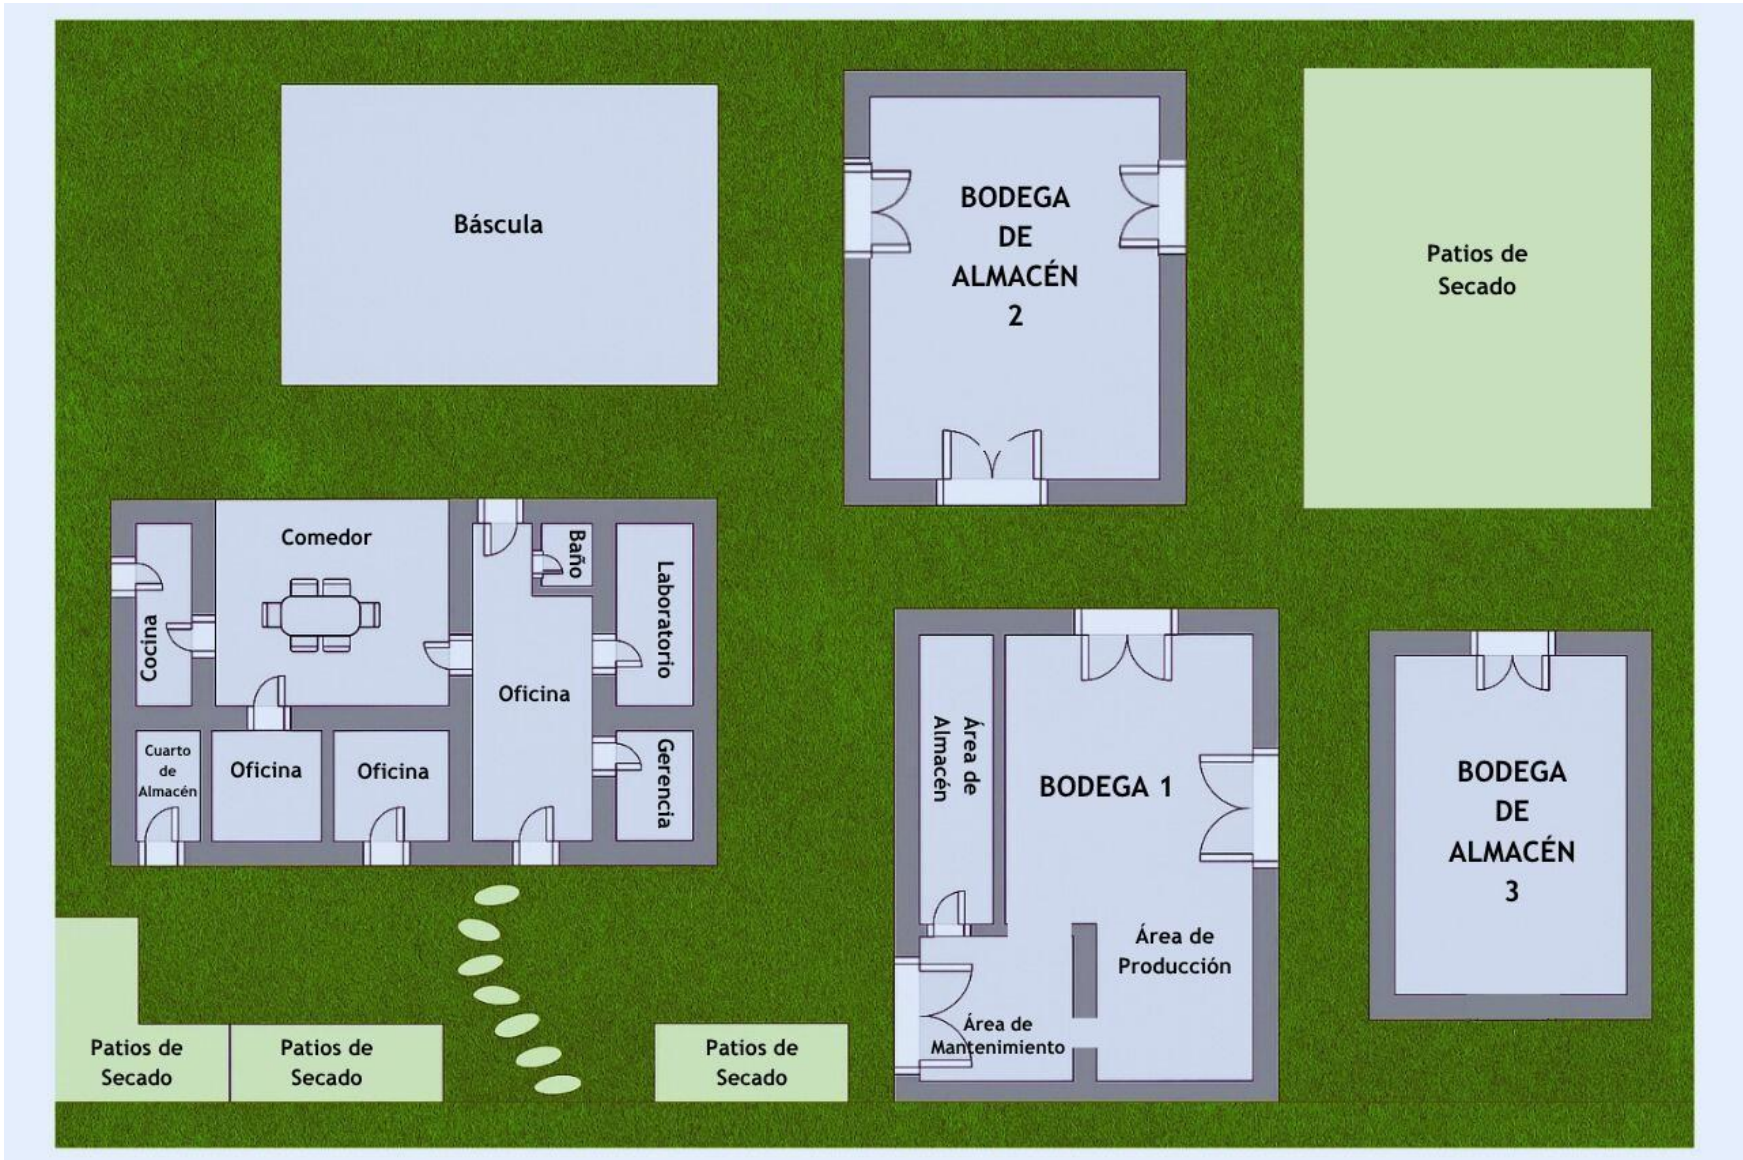 Báscula
BODEGA
DE
ALMACÉN
2
Patios de
Secado
Comedor
Baño
Laboratorio
Cocina
Oficina
Cuarto
de
Almacén
Oficina
Oficina
Gerencia
Área de
Almacén
BODEGA 1
Área de
Producción
Área de
Mantenimiento
BODEGA
DE
ALMACÉN
3
Patios de
Secado
Patios de
Secado
Patios de
Secado